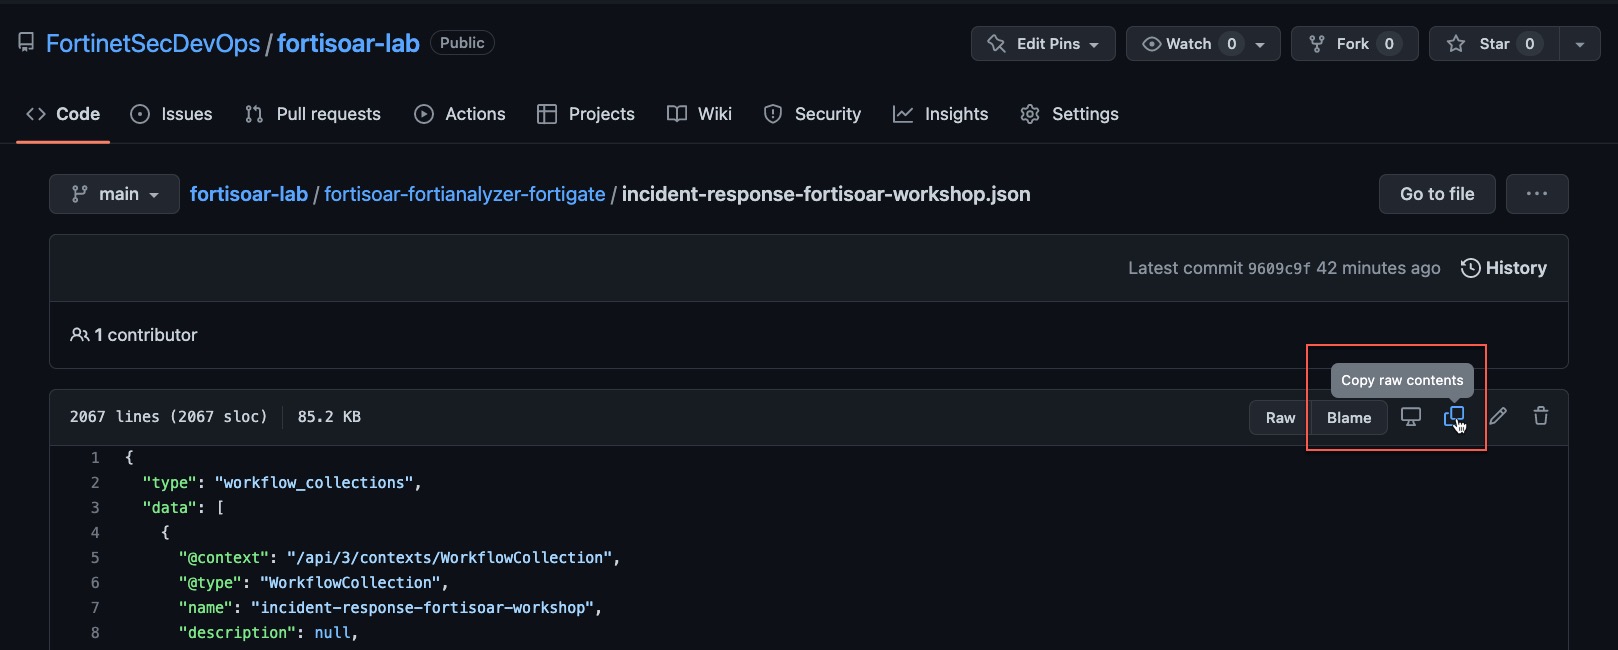 FortinetSecDevOps / fortisoar-lab Public Edit Pins Watch 0 Fork 0 Star 0
Code Issues Pull requests Actions Projects Wiki Security Insights Settings
main fortisoar-lab / fortisoar-fortianalyzer-fortigate / incident-response-fortisoar-workshop.json Go to file ...
Latest commit 9609c9f 42 minutes ago History
1 contributor
Copy raw contents
2067 lines (2067 sloc) 85.2 KB Raw Blame
1 {
2 "type": "workflow_collections",
3 "data": [
4 {
5 "@context": "/api/3/contexts/WorkflowCollection",
6 "@type": "WorkflowCollection",
7 "name": "incident-response-fortisoar-workshop",
8 "description": null,